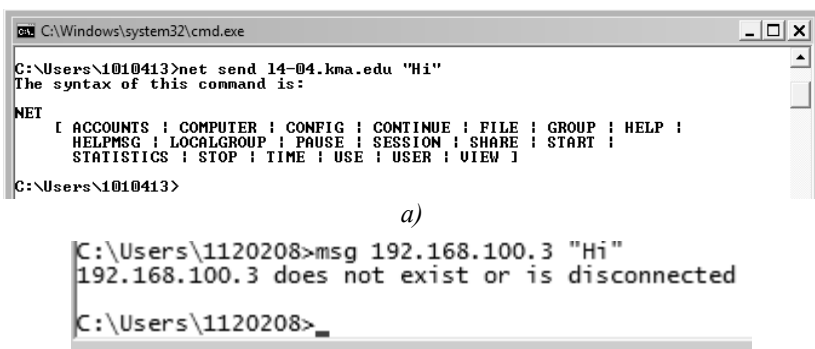 C:\Windows\system32\cmd.exe
C:\Users\1010413>net send 14-04.kma.edu "Hi"
The syntax of this command is:
NET
[ ACCOUNTS | COMPUTER | CONFIG | CONTINUE | FILE | GROUP | HELP |
HELPMSG | LOCALGROUP | PAUSE | SESSION | SHARE | START |
STATISTICS | STOP | TIME | USE | USER | VIEW ]
C:\Users\1010413>
a)
C:\Users\1120208>msg 192.168.100.3 "Hi"
192.168.100.3 does not exist or is disconnected
C:\Users\1120208>_